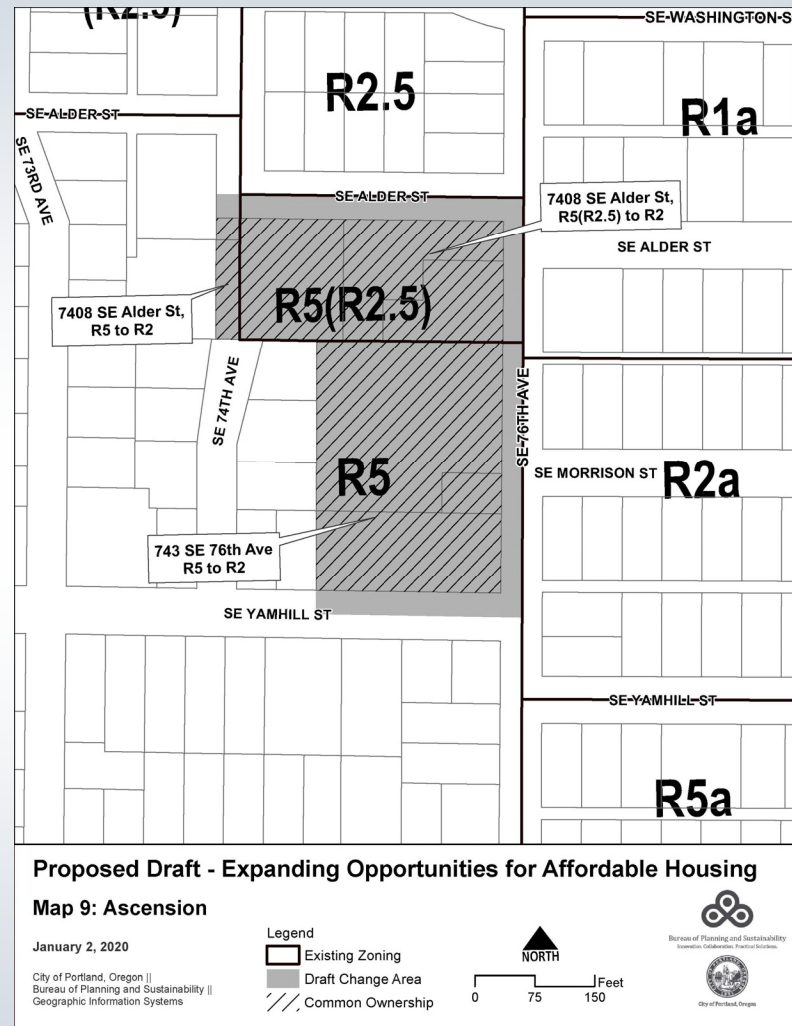 (R2.5)
SE WASHINGTON S
R2.5
R1a
SE ALDER ST
SE 73RD AVE
SE ALDER ST
7408 SE Alder St,
R5(R2.5) to R2
SE ALDER ST
R5(R2.5)
7408 SE Alder St,
R5 to R2
SE 74TH AVE
SE 76TH AVE
R5
SE MORRISON ST
R2a
743 SE 76th Ave
R5 to R2
SE YAMHILL ST
SE YAMHILL ST
R5a
Proposed Draft - Expanding Opportunities for Affordable Housing
Map 9: Ascension
January 2, 2020
City of Portland, Oregon ||
Bureau of Planning and Sustainability ||
Geographic Information Systems
Legend
Existing Zoning
Draft Change Area
Common Ownership
NORTH
Feet
0 75 150
Bureau of Planning and Sustainability
Innovation. Collaboration. Practical Solutions.
City of Portland, Oregon